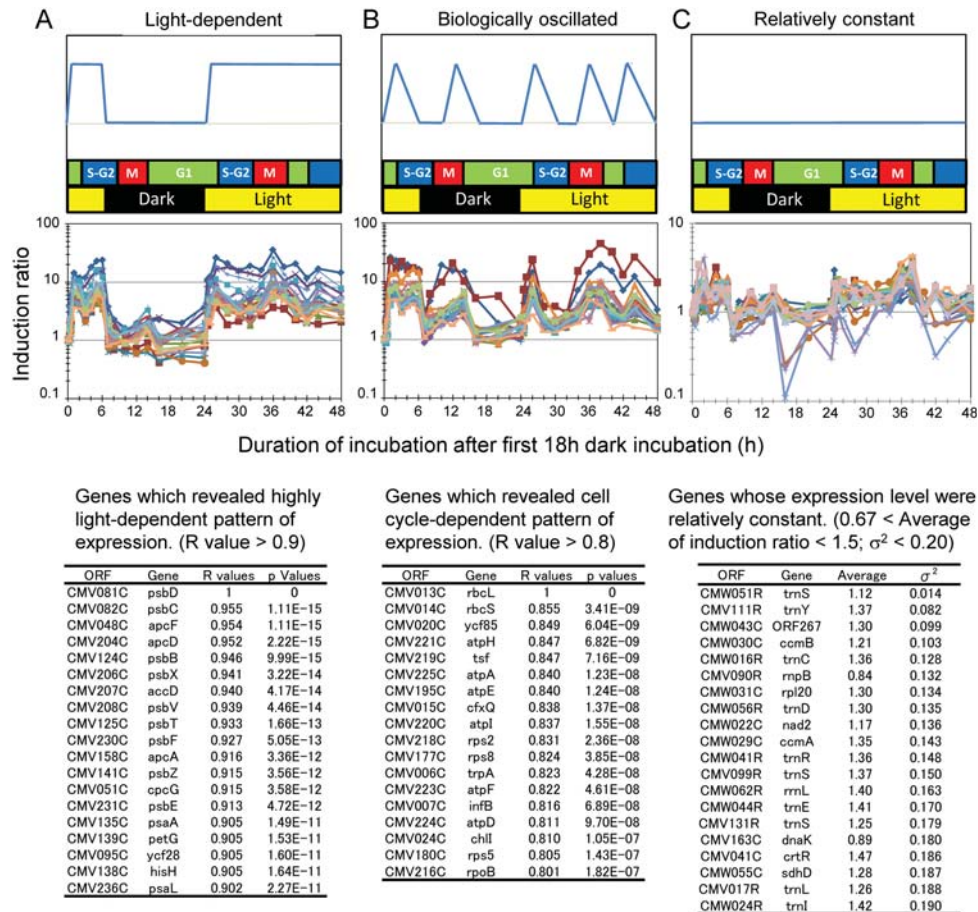 A Light-dependent
B Biologically oscillated
C Relatively constant
S-G2 M G1 S-G2 M
Dark Light
S-G2 M G1 S-G2 M
Dark Light
S-G2 M G1 S-G2 M
Dark Light
Induction ratio
100
10
1
0.1
0 6 12 18 24 30 36 42 48
100
10
1
0.1
0 6 12 18 24 30 36 42 48
10
1
0.1
0 6 12 18 24 30 36 42 48
Duration of incubation after first 18h dark incubation (h)
Genes which revealed highly
light-dependent pattern of
expression. (R value > 0.9)
ORF Gene R values p Values
CMV081C psbD 1 0
CMV082C psbC 0.955 1.11E-15
CMV048C apcF 0.954 1.11E-15
CMV204C apcD 0.952 2.22E-15
CMV124C psbB 0.946 9.99E-15
CMV206C psbX 0.941 3.22E-14
CMV207C accD 0.940 4.17E-14
CMV208C psbV 0.939 4.46E-14
CMV125C psbT 0.933 1.66E-13
CMV230C psbF 0.927 5.05E-13
CMV158C apcA 0.916 3.36E-12
CMV141C psbZ 0.915 3.56E-12
CMV051C cpcG 0.915 3.58E-12
CMV231C psbE 0.913 4.72E-12
CMV135C psaA 0.905 1.49E-11
CMV139C petG 0.905 1.53E-11
CMV095C ycf28 0.905 1.60E-11
CMV138C hisH 0.905 1.64E-11
CMV236C psaL 0.902 2.27E-11
Genes which revealed cell
cycle-dependent pattern of
expression. (R value > 0.8)
ORF Gene R values p values
CMV013C rbcL 1 0
CMV014C rbcS 0.855 3.41E-09
CMV020C ycf85 0.849 6.04E-09
CMV221C atpH 0.847 6.82E-09
CMV219C tsf 0.847 7.16E-09
CMV225C atpA 0.840 1.23E-08
CMV195C atpE 0.840 1.24E-08
CMV015C cfxQ 0.838 1.37E-08
CMV220C atpI 0.837 1.55E-08
CMV218C rps2 0.831 2.36E-08
CMV177C rps8 0.824 3.85E-08
CMV006C trpA 0.823 4.28E-08
CMV223C atpF 0.822 4.61E-08
CMV007C infB 0.816 6.89E-08
CMV224C atpD 0.811 9.70E-08
CMV024C chlI 0.810 1.05E-07
CMV180C rps5 0.805 1.43E-07
CMV216C rpoB 0.801 1.82E-07
Genes whose expression level were
relatively constant. (0.67 < Average
of induction ratio < 1.5; σ² < 0.20)
ORF Gene Average σ²
CMW051R trnS 1.12 0.014
CMV111R trnY 1.37 0.082
CMW043C ORF267 1.30 0.099
CMW030C ccmB 1.21 0.103
CMW016R trnC 1.36 0.128
CMV090R rnpB 0.84 0.132
CMW031C rpl20 1.30 0.134
CMW056R trnD 1.30 0.135
CMW022C nad2 1.17 0.136
CMW029C ccmA 1.35 0.143
CMW041R trnR 1.36 0.148
CMV099R trnS 1.37 0.150
CMW062R rrnL 1.40 0.163
CMW044R trnE 1.41 0.170
CMV131R trnS 1.25 0.179
CMV163C dnaK 0.89 0.180
CMV041C crtR 1.47 0.186
CMW055C sdhD 1.28 0.187
CMV017R trnL 1.26 0.188
CMW024R trnI 1.42 0.190